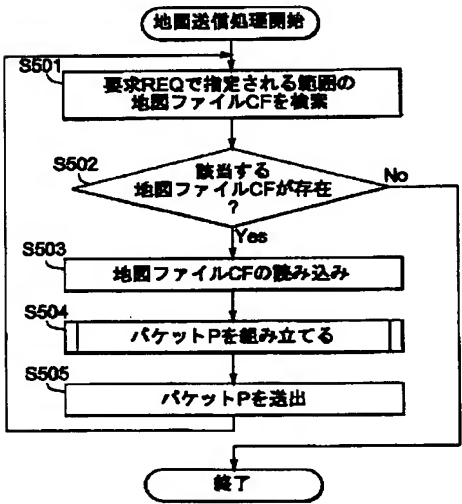 地図送信処理開始
S501
要求REQで指定される範囲の
地図ファイルCFを検索
S502
該当する
地図ファイルCFが存在
?
No
Yes
S503
地図ファイルCFの読み込み
S504
パケットPを組み立てる
S505
パケットPを送出
終了